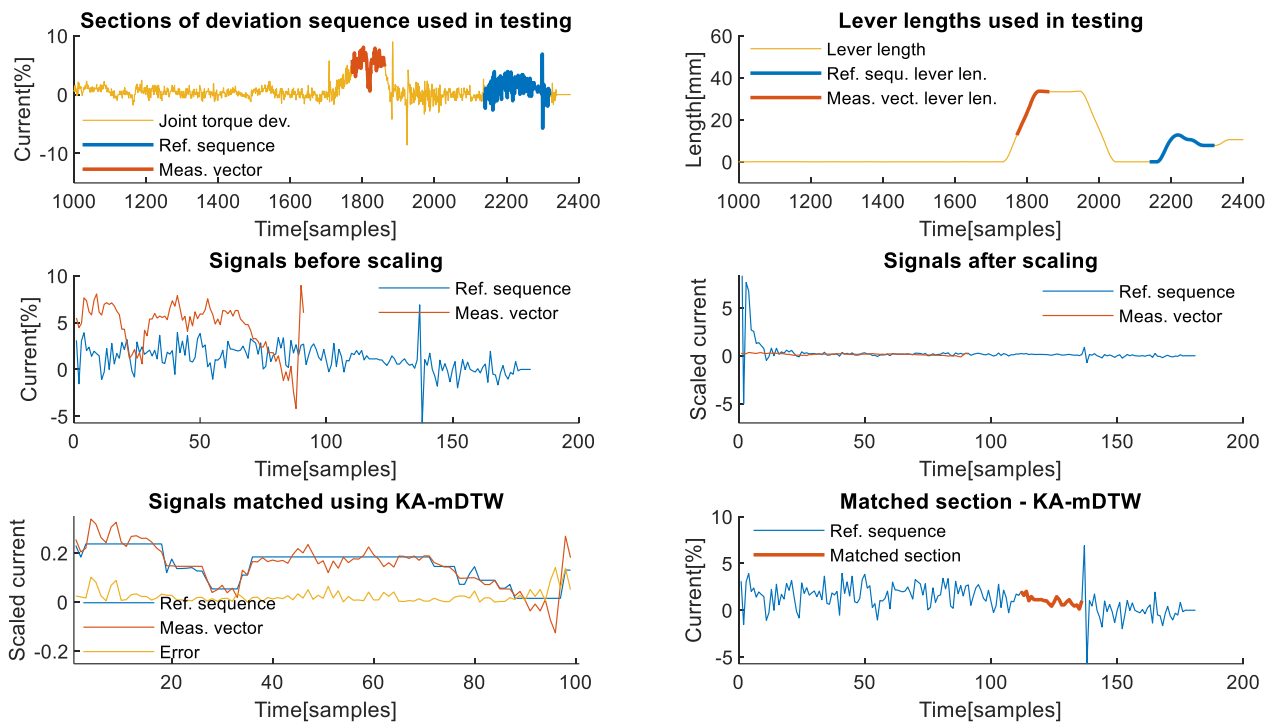 Sections of deviation sequence used in testing
10
0
-10
Current[%]
Joint torque dev.
Ref. sequence
Meas. vector
1000 1200 1400 1600 1800 2000 2200 2400
Time[samples]
Lever lengths used in testing
60
40
20
0
Length[mm]
Lever length
Ref. sequ. lever len.
Meas. vect. lever len.
1000 1200 1400 1600 1800 2000 2200 2400
Time[samples]
Signals before scaling
10
5
0
-5
Current[%]
Ref. sequence
Meas. vector
0 50 100 150 200
Time[samples]
Signals after scaling
5
0
-5
Scaled current
Ref. sequence
Meas. vector
0 50 100 150 200
Time[samples]
Signals matched using KA-mDTW
0.2
0
-0.2
Scaled current
Ref. sequence
Meas. vector
Error
20 40 60 80 100
Time[samples]
Matched section - KA-mDTW
10
5
0
-5
Current[%]
Ref. sequence
Matched section
0 50 100 150 200
Time[samples]